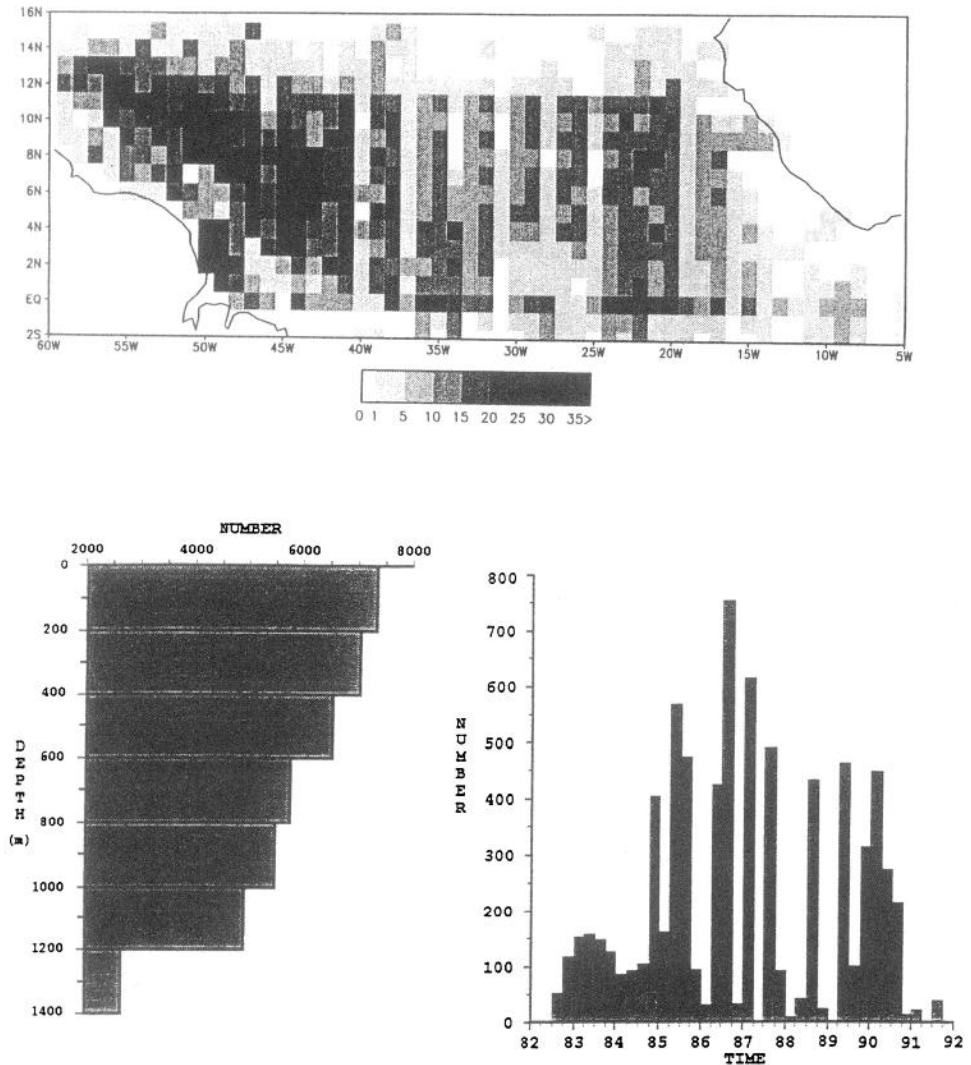 16N
14N
12N
10N
8N
6N
4N
2N
EQ
2S
60W 55W 50W 45W 40W 35W 30W 25W 20W 15W 10W 5W
0 1 5 10 15 20 25 30 35>
NUMBER
2000 4000 6000 8000
0
200
400
600
800
1000
1200
1400
DEPTH
(m)
800
700
600
500
400
300
200
100
0
NUMBER
82 83 84 85 86 87 88 89 90 91 92
TIME